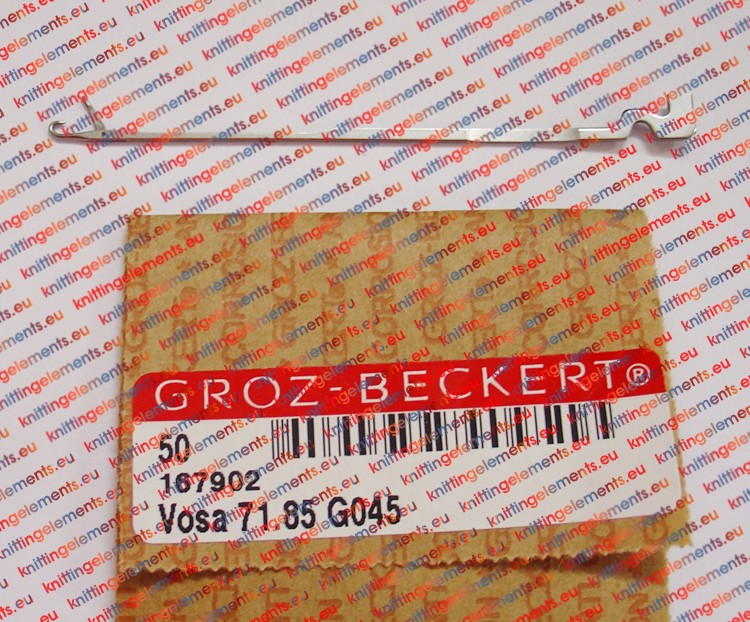 GROZ-BECKERT®
50
167902
Vosa 71.85 G045
knittingelements.eu